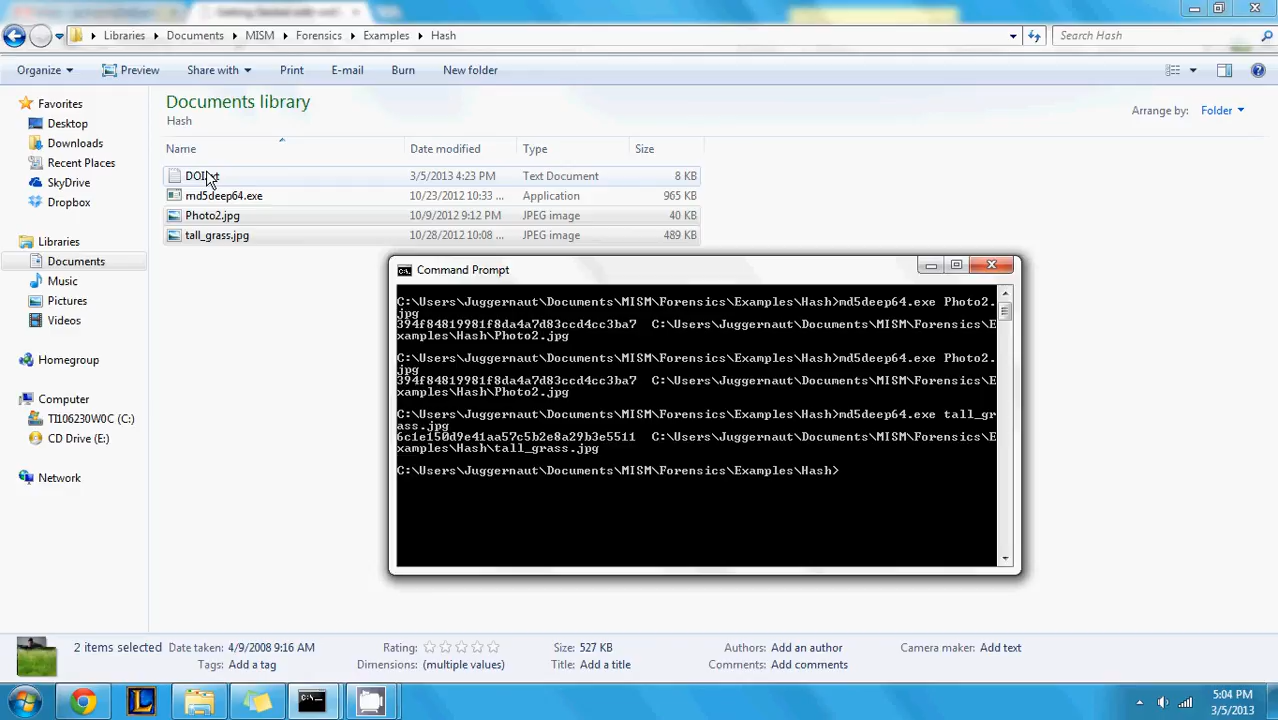 Libraries
Documents
MISM
Forensics
Examples
Hash
Search Hash
Organize
Preview
Share with
Print
E-mail
Burn
New folder
Favorites
Desktop
Downloads
Recent Places
SkyDrive
Dropbox
Libraries
Documents
Music
Pictures
Videos
Homegroup
Computer
TI106230W0C (C:)
CD Drive (E:)
Network
Documents library
Hash
Arrange by: Folder
Name Date modified Type Size
3/5/2013 4:23 PM Text Document 8 KB
md5deep64.exe 10/23/2012 10:33 ... Application 965 KB
Photo2.jpg 10/9/2012 9:12 PM JPEG image 40 KB
tall_grass.jpg 10/28/2012 10:08 ... JPEG image 489 KB
C:\. Command Prompt
C:\Users\Juggernaut\Documents\MISM\Forensics\Examples\Hash>md5deep64.exe Photo2.
jpg
394f84819981f8da4a7d83ccd4cc3ba7 C:\Users\Juggernaut\Documents\MISM\Forensics\E
xamples\Hash\Photo2.jpg
C:\Users\Juggernaut\Documents\MISM\Forensics\Examples\Hash>md5deep64.exe Photo2.
jpg
394f84819981f8da4a7d83ccd4cc3ba7 C:\Users\Juggernaut\Documents\MISM\Forensics\E
xamples\Hash\Photo2.jpg
C:\Users\Juggernaut\Documents\MISM\Forensics\Examples\Hash>md5deep64.exe tall_gr
ass.jpg
6c1e150d9e41aa57c5b2e8a29b3e5511 C:\Users\Juggernaut\Documents\MISM\Forensics\E
xamples\Hash\tall_grass.jpg
C:\Users\Juggernaut\Documents\MISM\Forensics\Examples\Hash>
2 items selected Date taken: 4/9/2008 9:16 AM Rating: Size: 527 KB Authors: Add an author Camera maker: Add text
Tags: Add a tag Dimensions: (multiple values) Title: Add a title Comments: Add comments
5:04 PM
3/5/2013